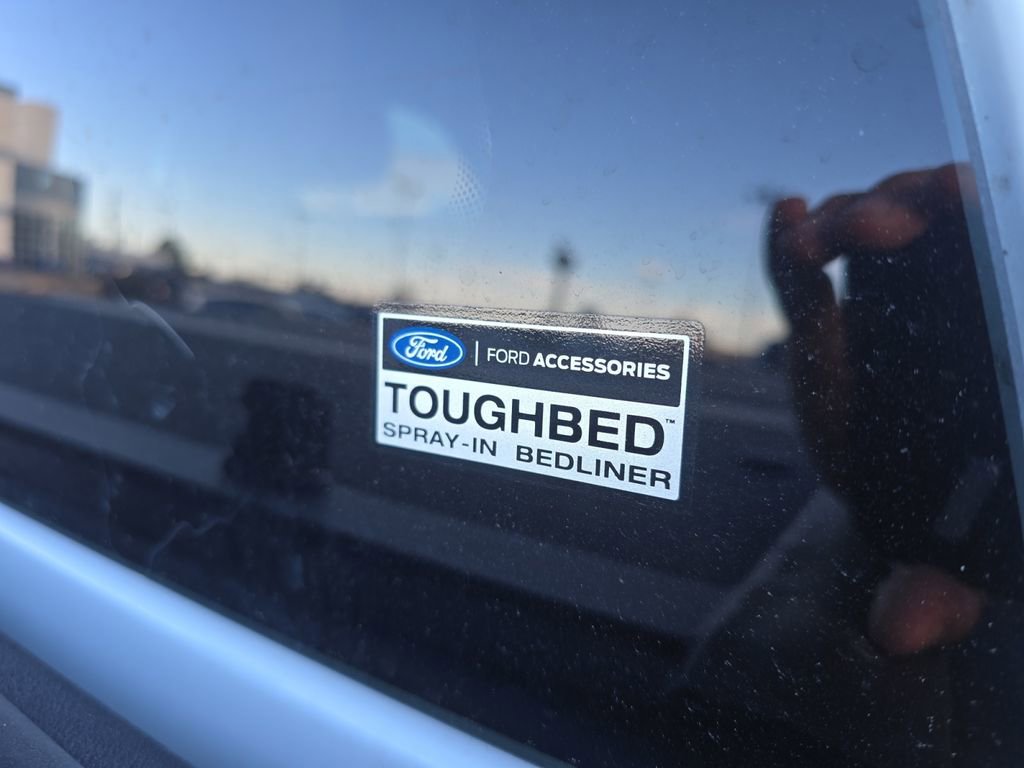 Ford | FORD ACCESSORIES
TOUGHBED™
SPRAY-IN BEDLINER